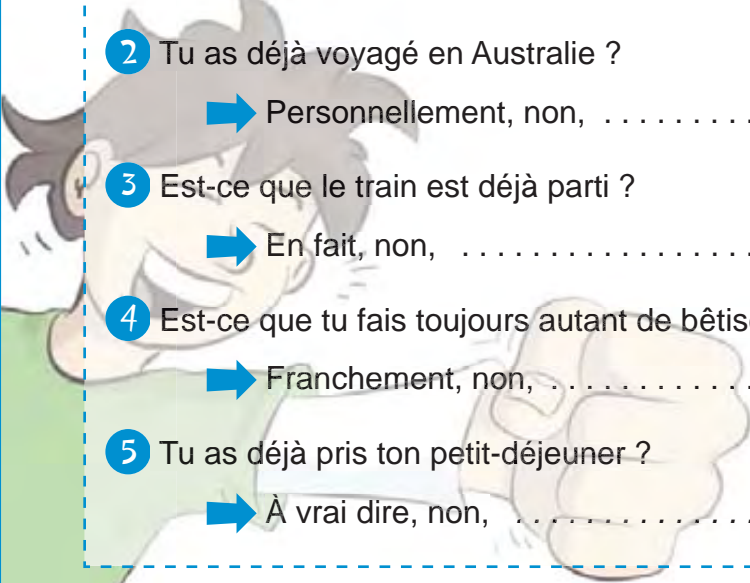 2 Tu as déjà voyagé en Australie ?
Personnellement, non, . . . . . . . . .
3 Est-ce que le train est déjà parti ?
En fait, non, . . . . . . . . . . . . . . . . .
4 Est-ce que tu fais toujours autant de
Franchement, non, . . . . . . . . . . . .
5 Tu as déjà pris ton petit-déjeuner ?
À vrai dire, non, . . . . . . . . . . . . . .